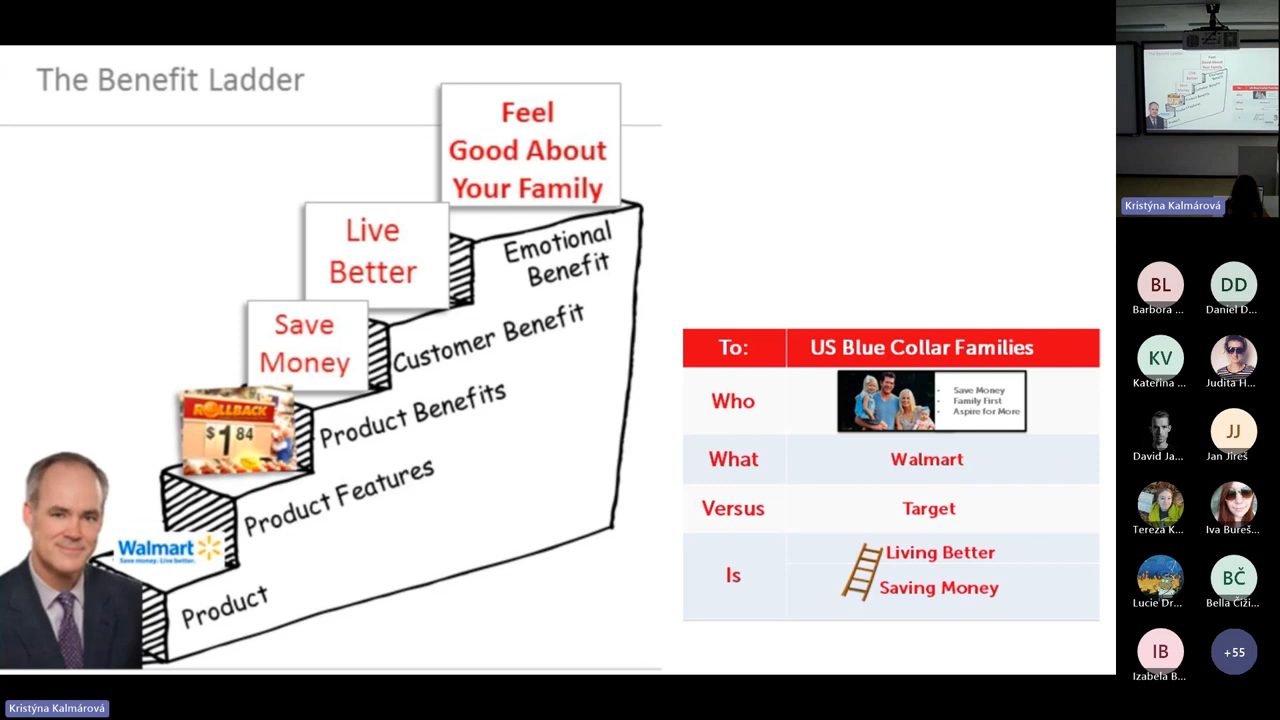 The Benefit Ladder
Feel
Good About
Your Family
Live
Better
Emotional
Benefit
Save
Money
Customer Benefit
ROLLBACK
$1 84
Product Benefits
Product Features
Walmart
Save money. Live better.
Product
To:
US Blue Collar Families
Who
Save Money
Family First
Aspire for More
What
Walmart
Versus
Target
Is
Living Better
Saving Money
Kristýna Kalmárová
BL
Barbora ...
DD
Daniel D...
KV
Kateřina ...
Judita H...
David Ja...
JJ
Jan Jireš
Tereza K...
Iva Bureš...
Lucie Dr...
BČ
Bella Čiži...
IB
Izabela B...
+55
Kristýna Kalmárová